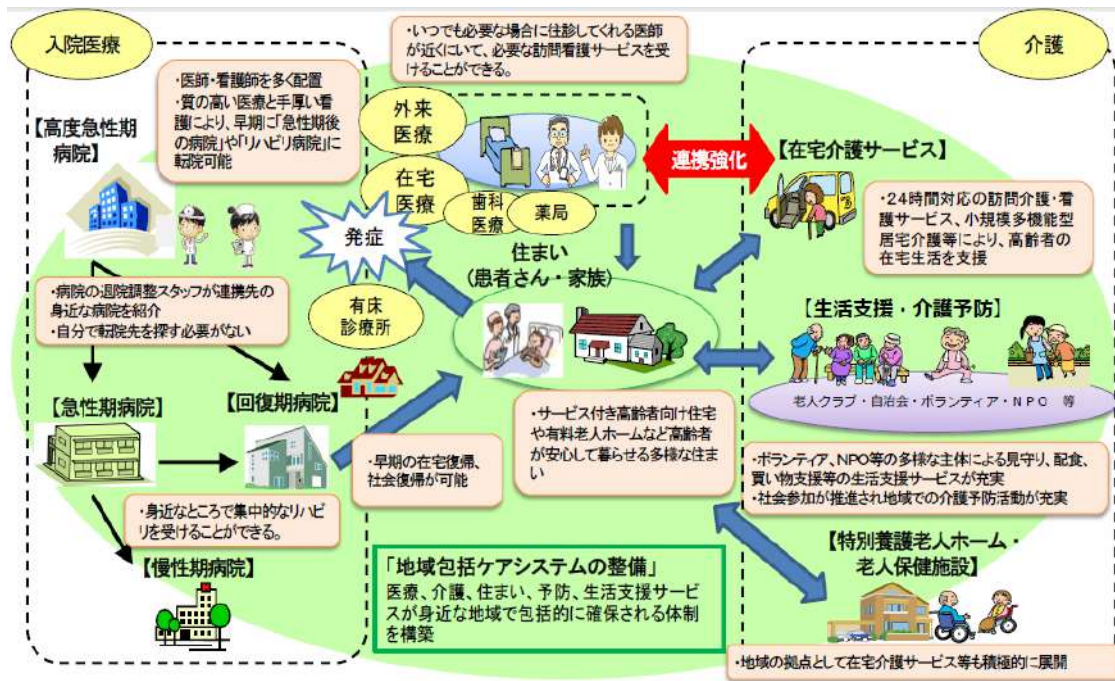 入院医療
・医師・看護師を多く配置
・質の高い医療と手厚い看
護により、早期に「急性期後
の病院」や「リハビリ病院」に
転院可能
【高度急性期
病院】
・病院の退院調整スタッフが連携先の
身近な病院を紹介
・自分で転院先を探す必要がない
【急性期病院】
【回復期病院】
・身近なところで集中的なリハビ
リを受けることができる。
【慢性期病院】
・いつでも必要な場合に往診してくれる医師
が近くにいて、必要な訪問看護サービスを受
けることができる。
外来
医療
在宅
医療
歯科
医療
薬局
発症
有床
診療所
住まい
(患者さん・家族)
・早期の在宅復帰、
社会復帰が可能
・サービス付き高齢者向け住宅
や有料老人ホームなど高齢者
が安心して暮らせる多様な住ま
い
「地域包括ケアシステムの整備」
医療、介護、住まい、予防、生活支援サービ
スが身近な地域で包括的に確保される体制
を構築
連携強化
介護
【在宅介護サービス】
・24時間対応の訪問介護・看
護サービス、小規模多機能型
居宅介護等により、高齢者の
在宅生活を支援
【生活支援・介護予防】
老人クラブ・自治会・ボランティア・NPO 等
・ボランティア、NPO等の多様な主体による見守り、配食、
買い物支援等の生活支援サービスが充実
・社会参加が推進され地域での介護予防活動が充実
【特別養護老人ホーム・
老人保健施設】
・地域の拠点として在宅介護サービス等も積極的に展開